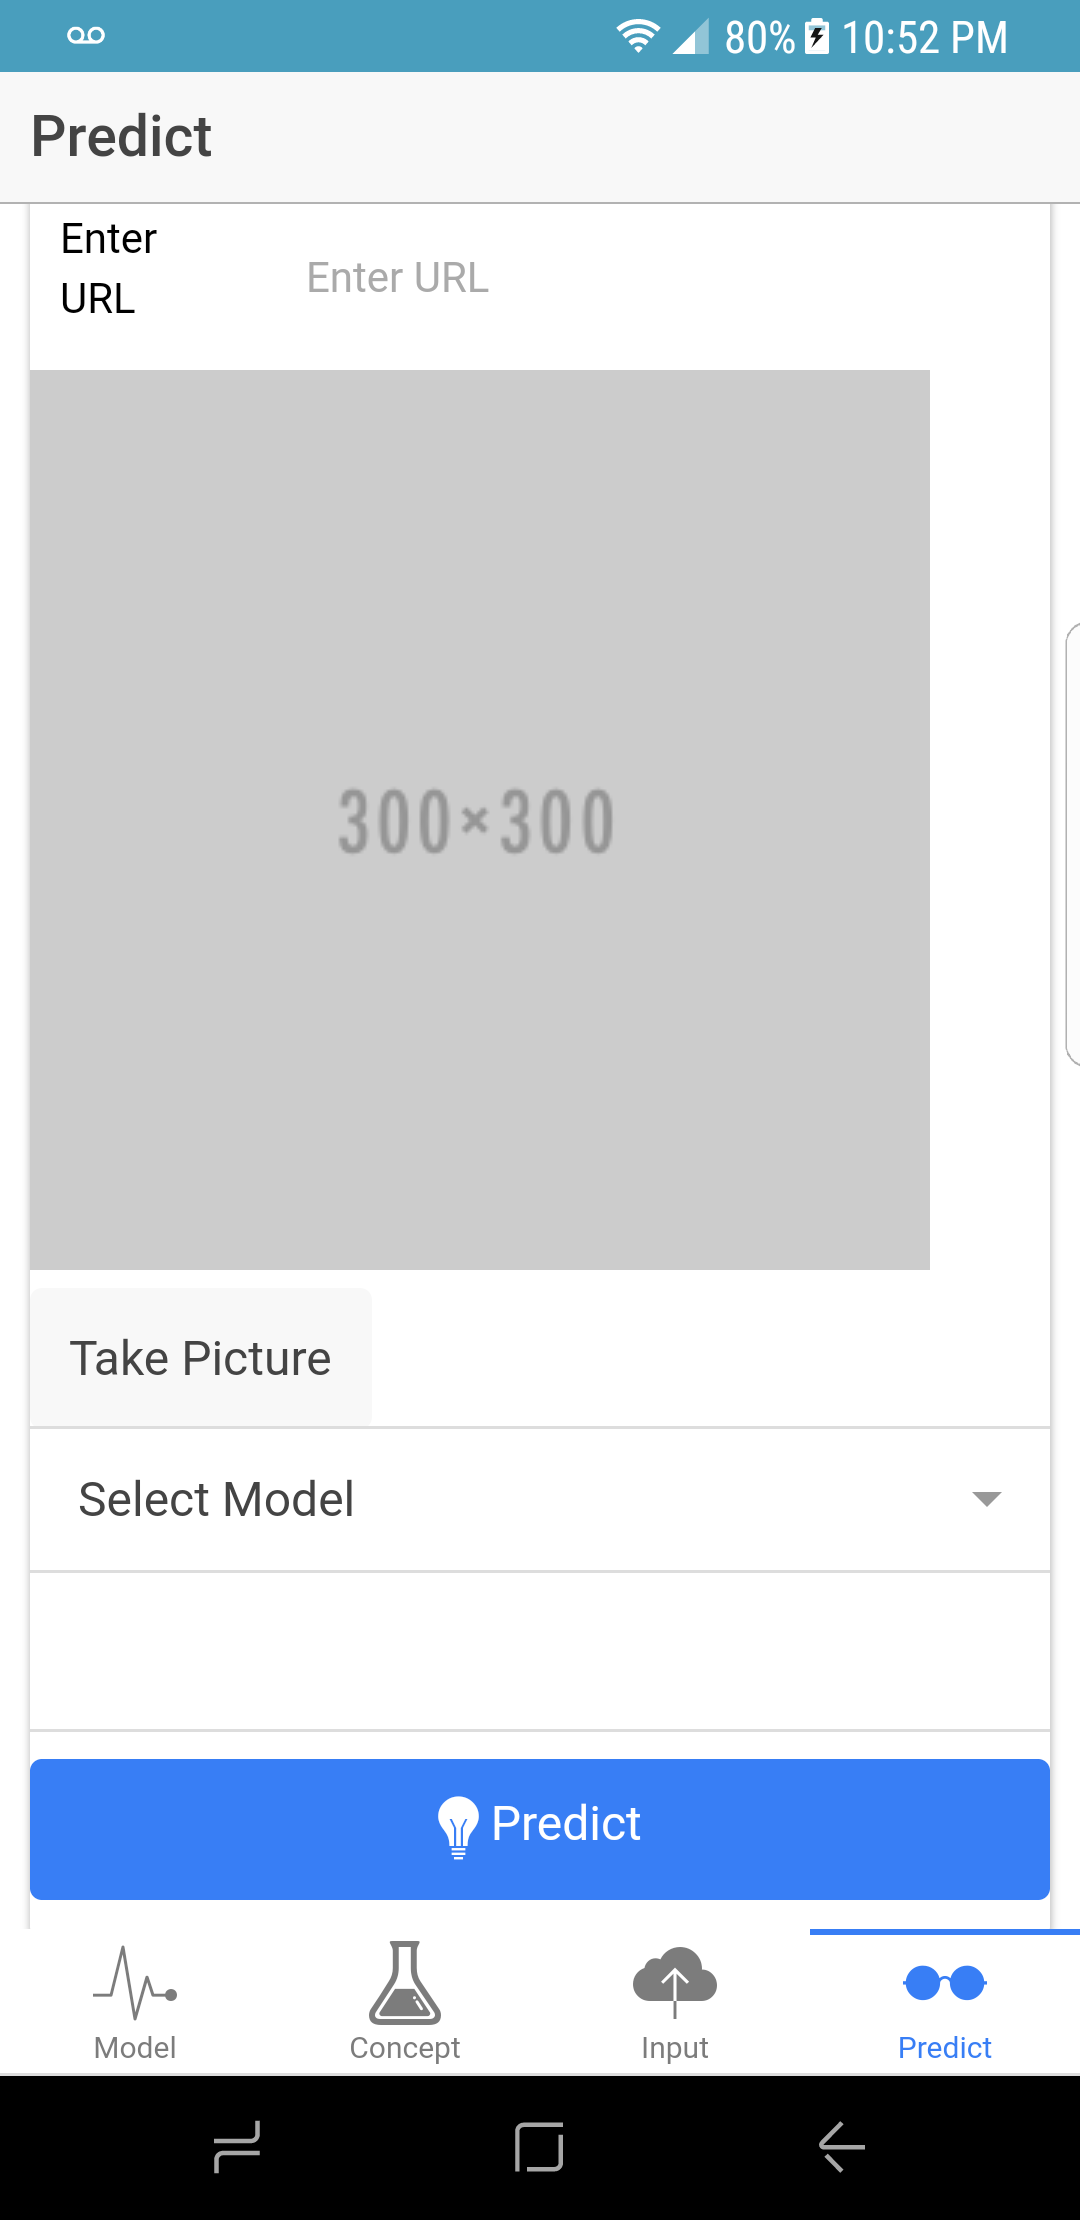 80% 10:52 PM
Predict
Enter
URL
Enter URL
300×300
Take Picture
Select Model
Predict
Model Concept Input Predict